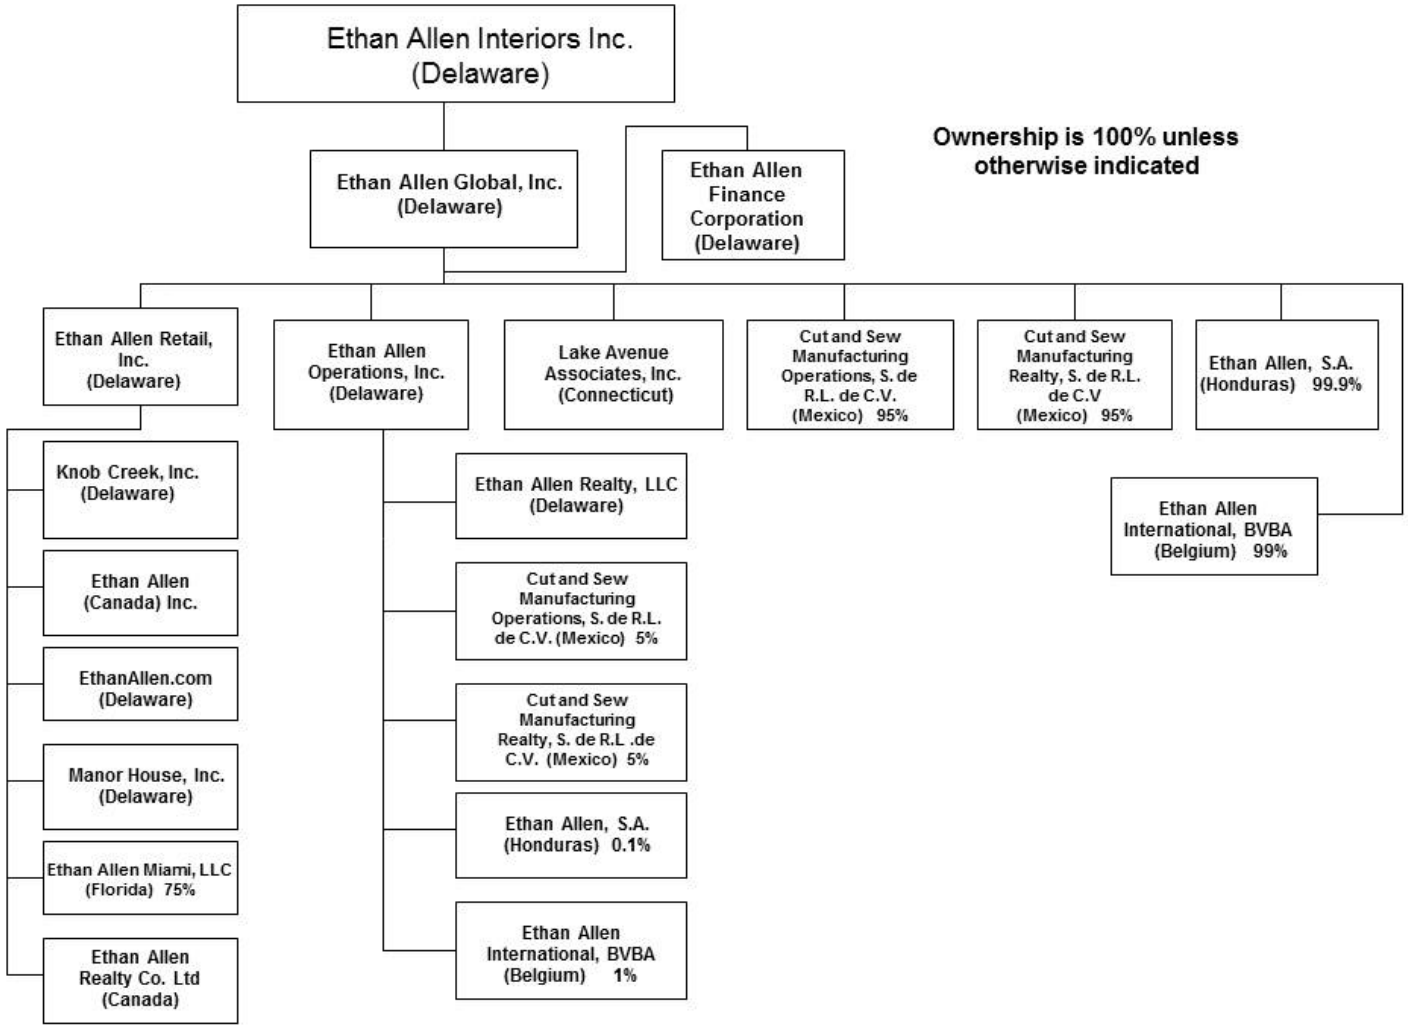 Ethan Allen Interiors Inc.
(Delaware)
Ownership is 100% unless
otherwise indicated
Ethan Allen Global, Inc.
(Delaware)
Ethan Allen
Finance
Corporation
(Delaware)
Ethan Allen Retail,
Inc.
(Delaware)
Ethan Allen
Operations, Inc.
(Delaware)
Lake Avenue
Associates, Inc.
(Connecticut)
Cut and Sew
Manufacturing
Operations, S. de
R.L. de C.V.
(Mexico) 95%
Cut and Sew
Manufacturing
Realty, S. de R.L.
de C.V
(Mexico) 95%
Ethan Allen, S.A.
(Honduras) 99.9%
Ethan Allen
International, BVBA
(Belgium) 99%
Knob Creek, Inc.
(Delaware)
Ethan Allen
(Canada) Inc.
EthanAllen.com
(Delaware)
Manor House, Inc.
(Delaware)
Ethan Allen Miami, LLC
(Florida) 75%
Ethan Allen
Realty Co. Ltd
(Canada)
Ethan Allen Realty, LLC
(Delaware)
Cut and Sew
Manufacturing
Operations, S. de R.L.
de C.V. (Mexico) 5%
Cut and Sew
Manufacturing
Realty, S. de R.L .de
C.V. (Mexico) 5%
Ethan Allen, S.A.
(Honduras) 0.1%
Ethan Allen
International, BVBA
(Belgium) 1%